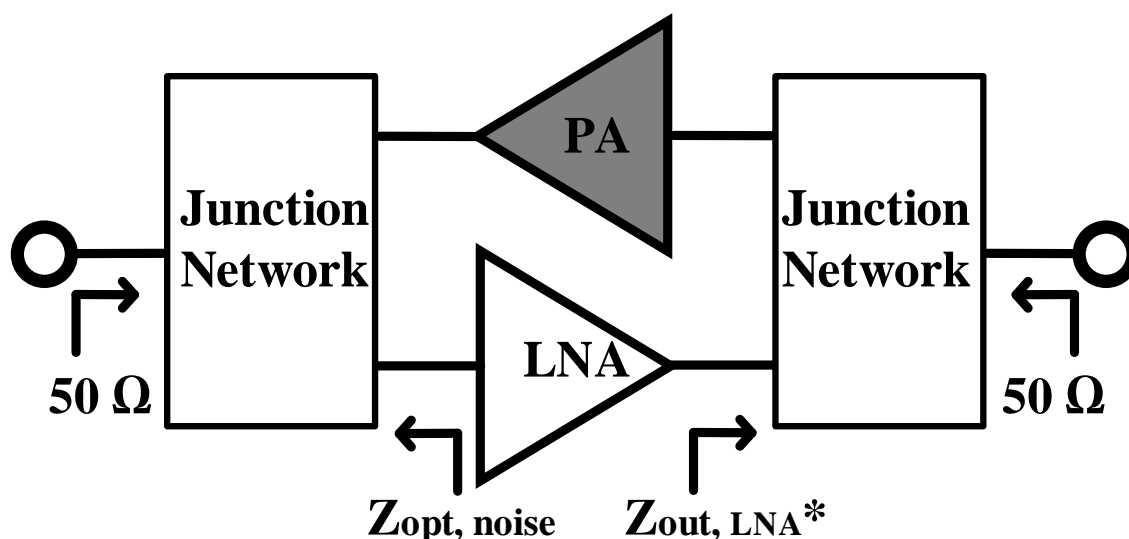 PA
Junction
Network
Junction
Network
LNA
50 Ω
50 Ω
Zopt, noise
Zout, LNA*